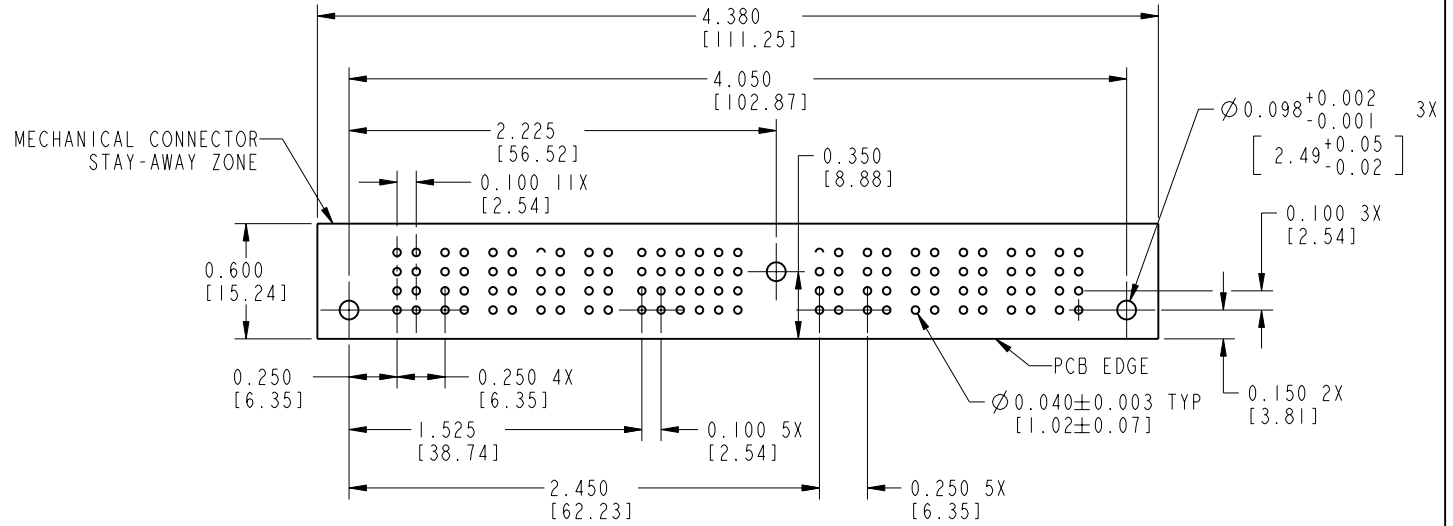 4.380
[111.25]
4.050
[102.87]
Ø0.098 +0.002 3X
-0.001
[2.49 +0.05]
-0.02
MECHANICAL CONNECTOR
STAY-AWAY ZONE
2.225
[56.52]
0.350
[8.88]
0.100 11X
[2.54]
0.100 3X
[2.54]
0.600
[15.24]
PCB EDGE
0.250
[6.35]
0.250 4X
[6.35]
Ø0.040±0.003 TYP
[1.02±0.07]
0.150 2X
[3.81]
1.525
[38.74]
0.100 5X
[2.54]
2.450
[62.23]
0.250 5X
[6.35]